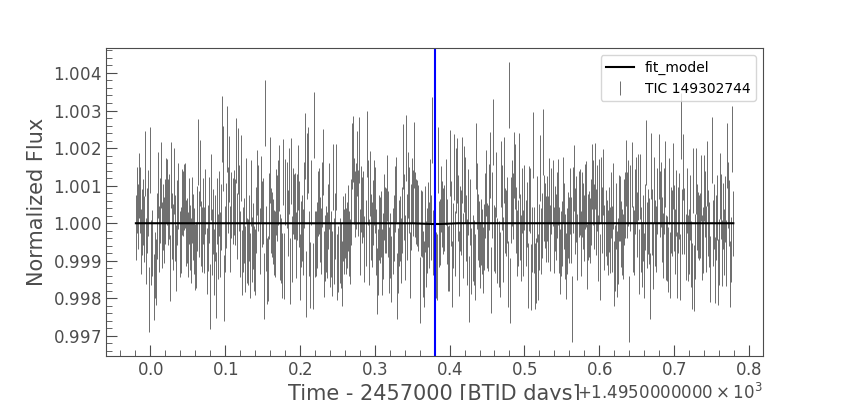 fit_model
TIC 149302744
Normalized Flux
1.004
1.003
1.002
1.001
1.000
0.999
0.998
0.997
0.0 0.1 0.2 0.3 0.4 0.5 0.6 0.7 0.8
Time - 2457000 [BTJD days]
+1.4950000000 × 10³